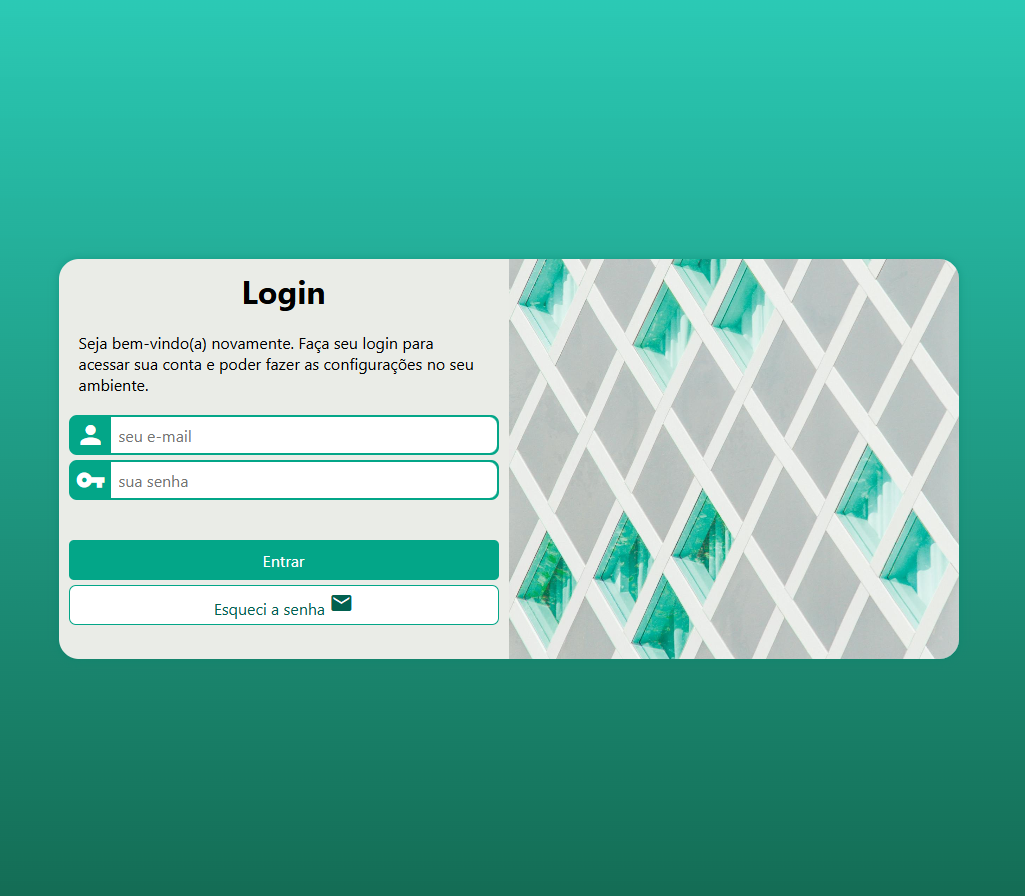 Login
Seja bem-vindo(a) novamente. Faça seu login para
acessar sua conta e poder fazer as configurações no seu
ambiente.
seu e-mail
sua senha
Entrar
Esqueci a senha